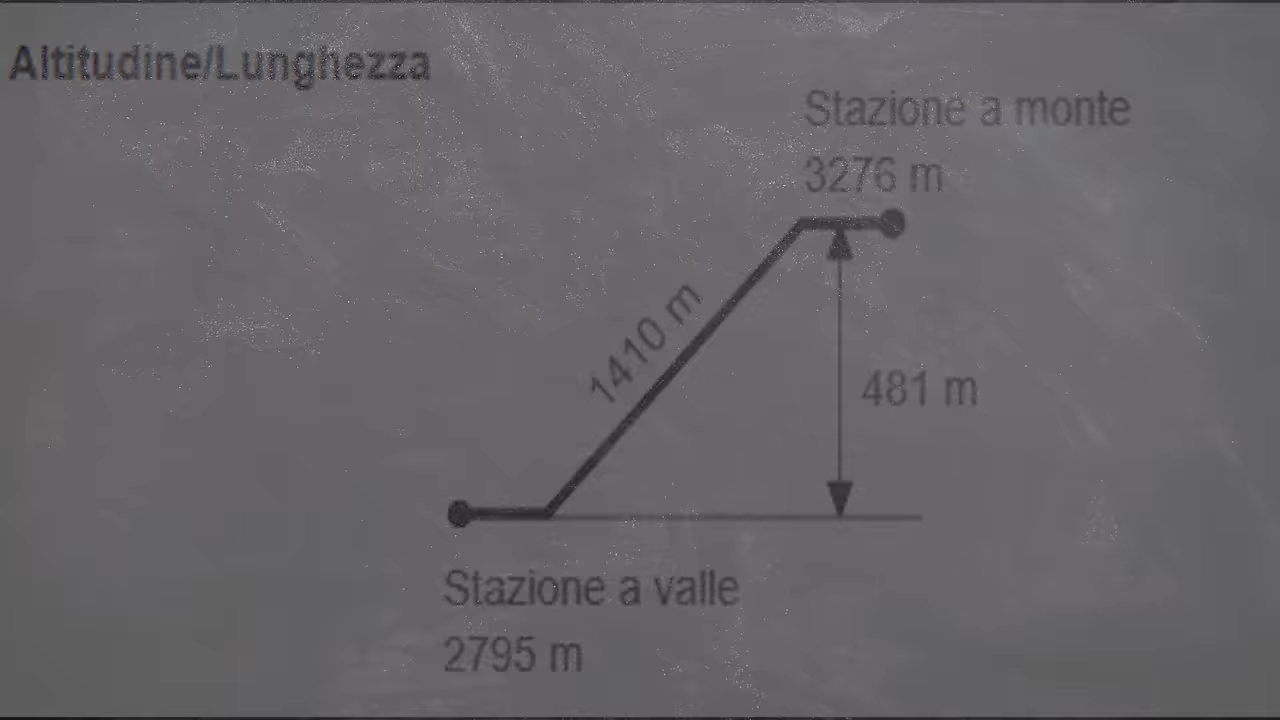 Altitudine/Lunghezza
Stazione a monte
3276 m
1410 m
481 m
Stazione a valle
2795 m